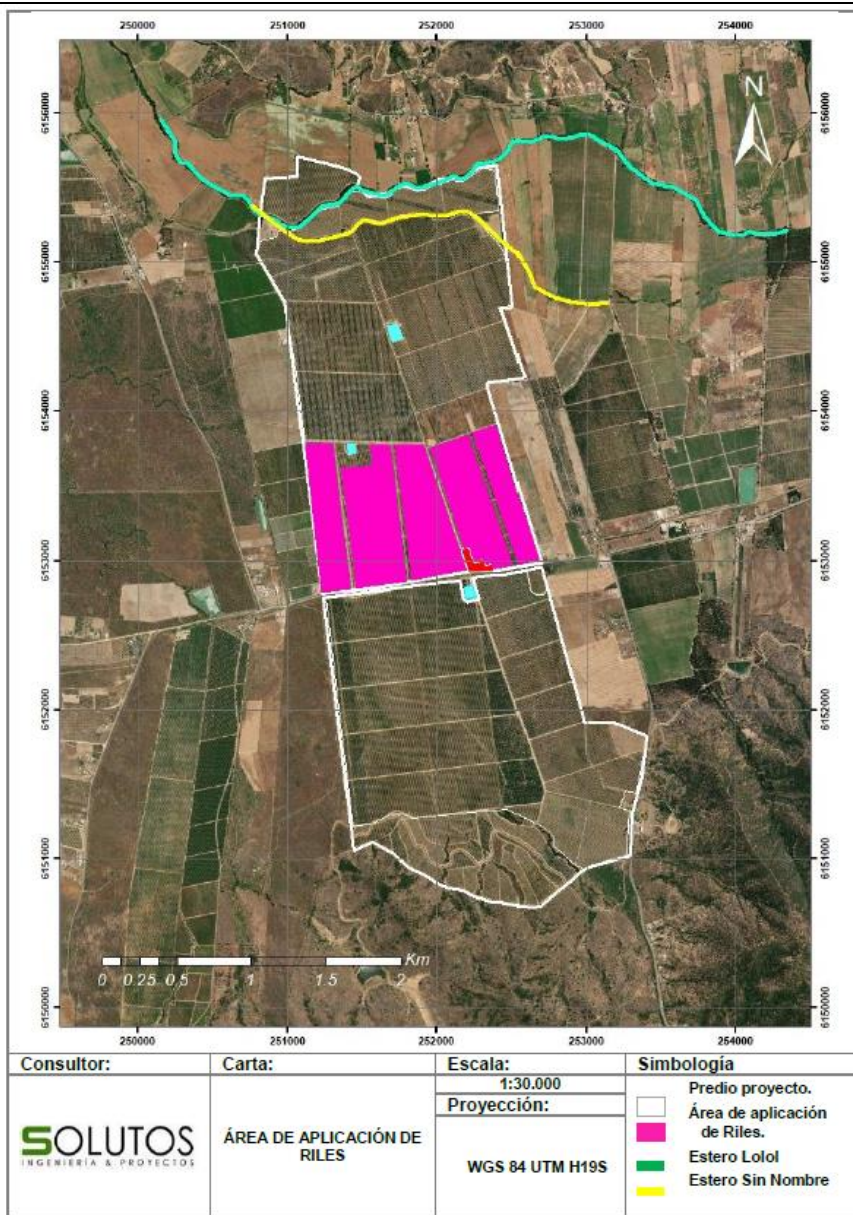 250000 251000 252000 253000 254000
6156000 6156000
N
6155000 6155000
6154000 6154000
6153000 6153000
6152000 6152000
6151000 6151000
Km
0 0.25 0,5 1 1.5 2
6150000 6150000
250000 251000 252000 253000 254000
Consultor:
SOLUTOS
INGENIERÍA & PROYECTOS
Carta:
ÁREA DE APLICACIÓN DE
RILES
Escala:
1:30.000
Proyección:
WGS 84 UTM H19S
Simbología
Predio proyecto.
Área de aplicación
de Riles.
Estero Lolol
Estero Sin Nombre